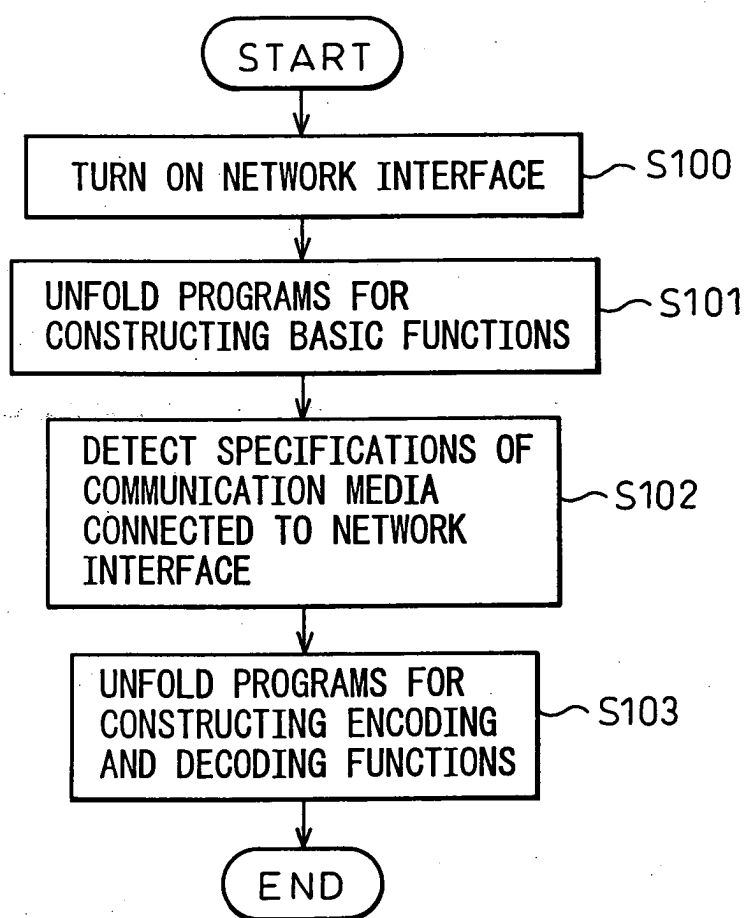 START
TURN ON NETWORK INTERFACE
S100
UNFOLD PROGRAMS FOR
CONSTRUCTING BASIC FUNCTIONS
S101
DETECT SPECIFICATIONS OF
COMMUNICATION MEDIA
CONNECTED TO NETWORK
INTERFACE
S102
UNFOLD PROGRAMS FOR
CONSTRUCTING ENCODING
AND DECODING FUNCTIONS
S103
END